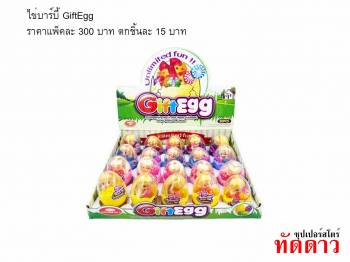 ไข่บาร์บี้ GiftEgg
ราคาแพ็คละ 300 บาท ตกชิ้นละ 15 บาท
Unlimited fun !!
GiftEgg
GiftEgg
ซุปเปอร์สโตร์
ทัดดาว